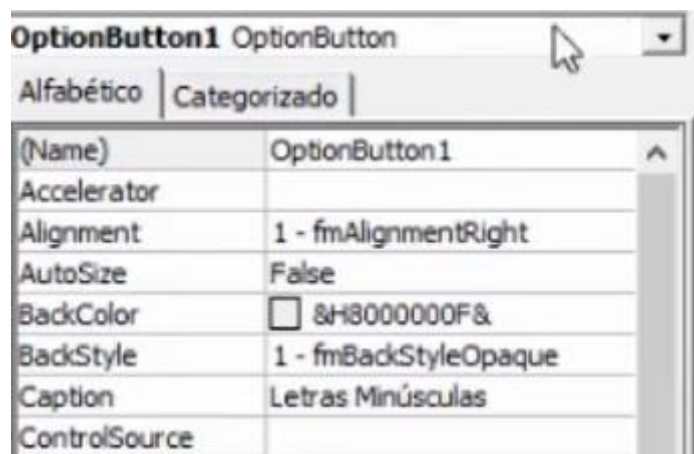 OptionButton1 OptionButton
Alfabético Categorizado
(Name) OptionButton1
Accelerator
Alignment 1 - fmAlignmentRight
AutoSize False
BackColor &H8000000F&
BackStyle 1 - fmBackStyleOpaque
Caption Letras Minúsculas
ControlSource